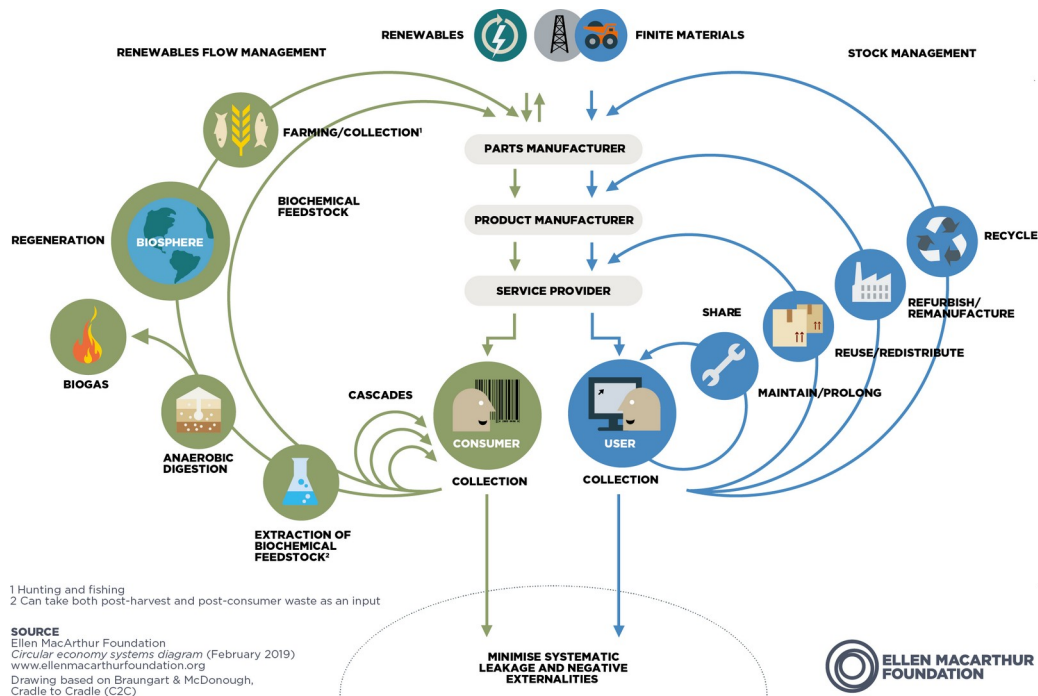 RENEWABLES FLOW MANAGEMENT
RENEWABLES
FINITE MATERIALS
STOCK MANAGEMENT
FARMING/COLLECTION¹
PARTS MANUFACTURER
BIOCHEMICAL
FEEDSTOCK
PRODUCT MANUFACTURER
REGENERATION
BIOSPHERE
RECYCLE
SERVICE PROVIDER
SHARE
REFURBISH/
REMANUFACTURE
REUSE/REDISTRIBUTE
BIOGAS
CASCADES
MAINTAIN/PROLONG
CONSUMER
USER
ANAEROBIC
DIGESTION
COLLECTION
COLLECTION
EXTRACTION OF
BIOCHEMICAL
FEEDSTOCK²
1 Hunting and fishing
2 Can take both post-harvest and post-consumer waste as an input
SOURCE
Ellen MacArthur Foundation
Circular economy systems diagram (February 2019)
www.ellenmacarthurfoundation.org
Drawing based on Braungart & McDonough,
Cradle to Cradle (C2C)
MINIMISE SYSTEMATIC
LEAKAGE AND NEGATIVE
EXTERNALITIES
ELLEN MACARTHUR
FOUNDATION